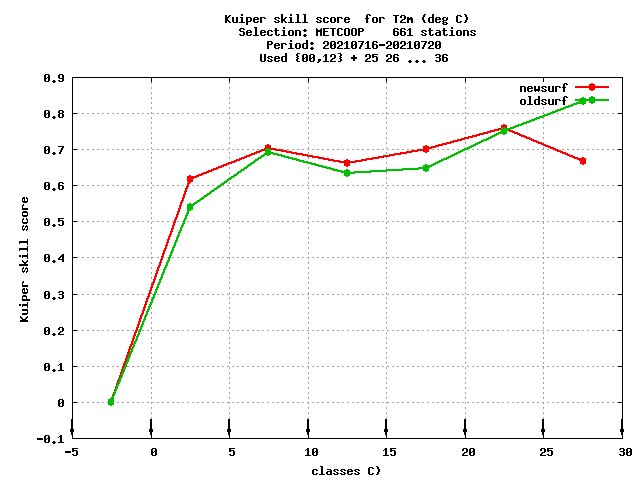 Kuiper skill score  for T2m (deg C)
Selection: METCOOP    661 stations
Period: 20210716-20210720
Used {00,12} + 25 26 ... 36
newsurf
oldsurf
Kuiper skill score
0.9
0.8
0.7
0.6
0.5
0.4
0.3
0.2
0.1
0
-0.1
-5 0 5 10 15 20 25 30
classes C)